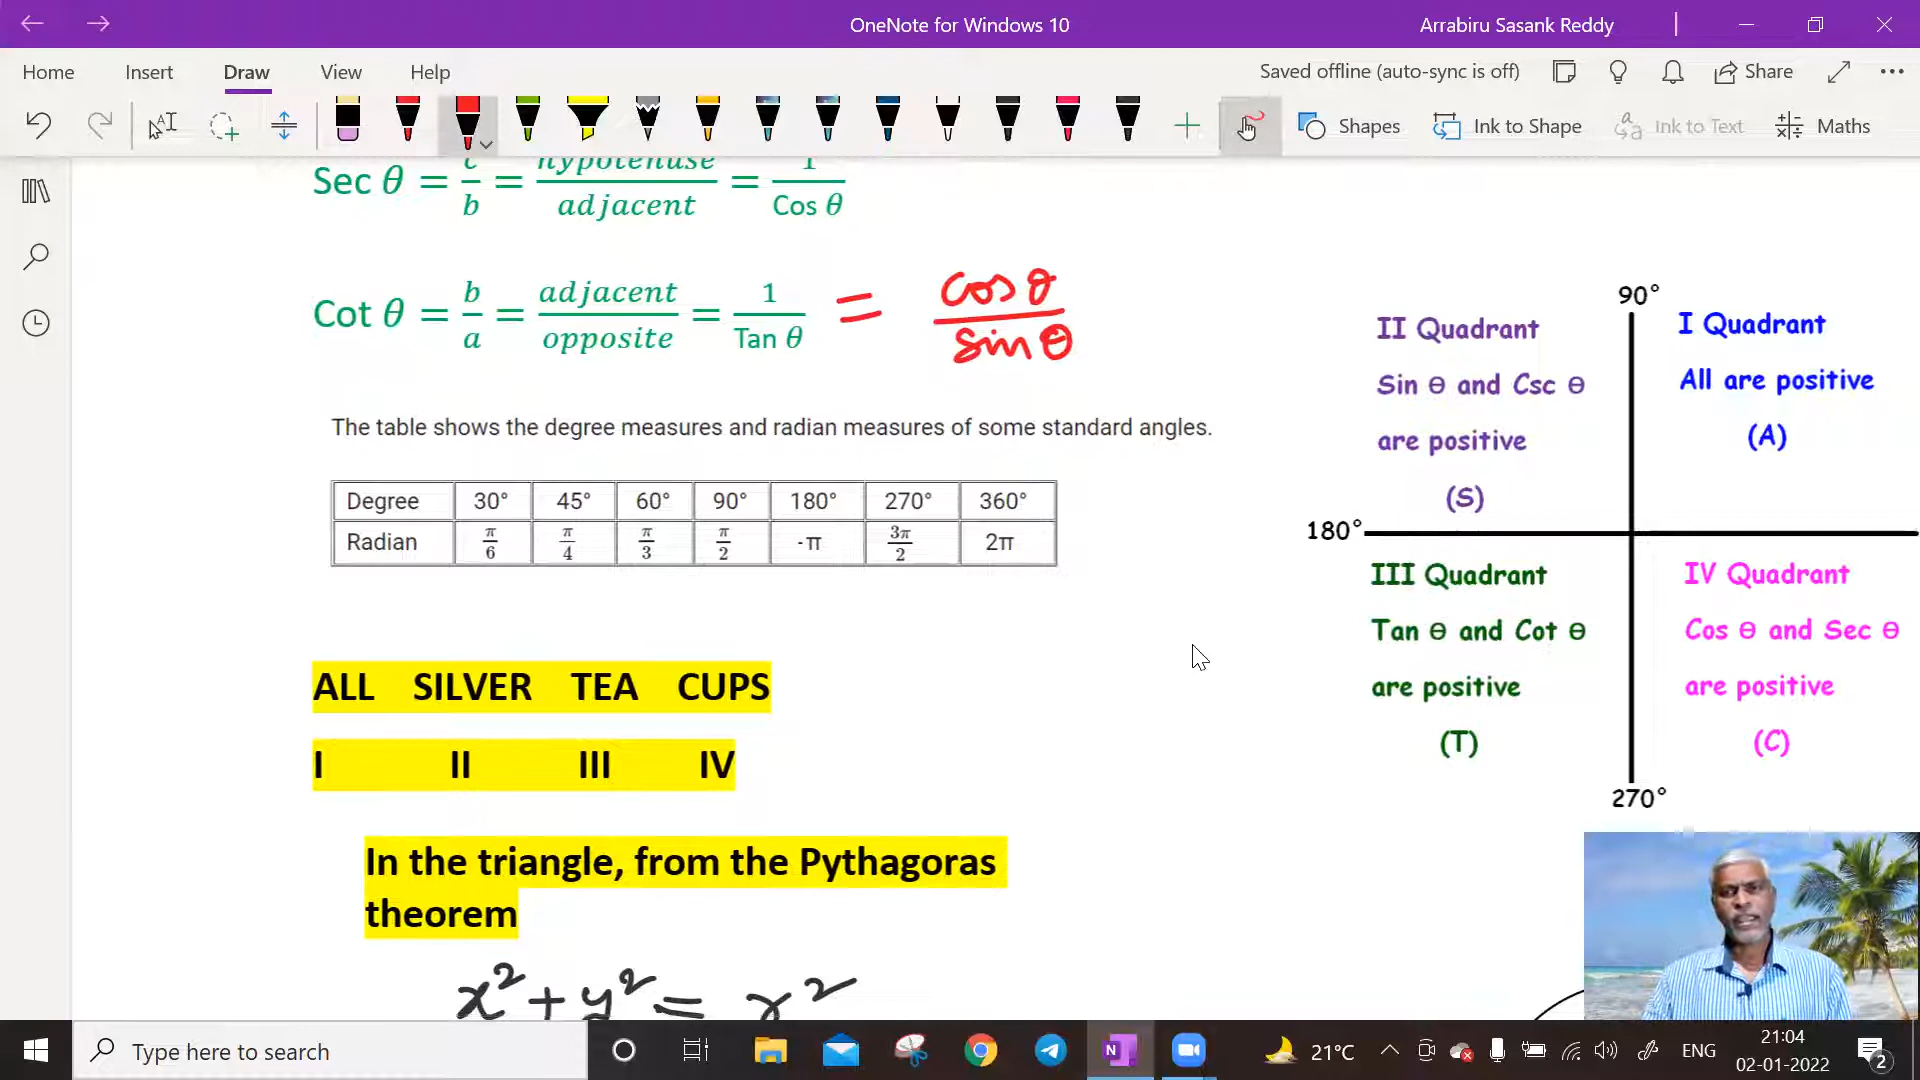 OneNote for Windows 10
Arrabiru Sasank Reddy
Home Insert Draw View Help
Saved offline (auto-sync is off)
Share
Shapes
Ink to Shape
Ink to Text
Maths
Sec θ = c/b = hypotenuse/adjacent = 1/Cos θ
Cot θ = b/a = adjacent/opposite = 1/Tan θ = cos θ/sin θ
The table shows the degree measures and radian measures of some standard angles.
Degree 30° 45° 60° 90° 180° 270° 360°
Radian π/6 π/4 π/3 π/2 -π 3π/2 2π
90°
II Quadrant
Sin θ and Csc θ
are positive
(S)
I Quadrant
All are positive
(A)
180°
III Quadrant
Tan θ and Cot θ
are positive
(T)
IV Quadrant
Cos θ and Sec θ
are positive
(C)
270°
ALL SILVER TEA CUPS
I II III IV
In the triangle, from the Pythagoras
theorem
x² + y² = r²
Type here to search
21°C
ENG
21:04
02-01-2022
2